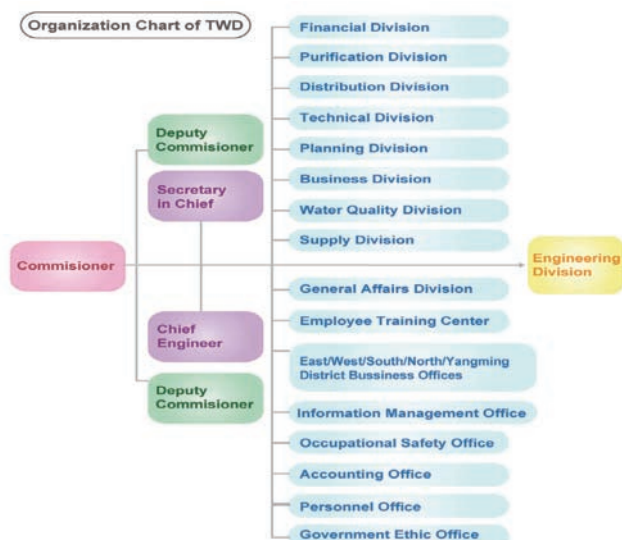 Organization Chart of TWD
Commisioner
Deputy
Commisioner
Secretary
in Chief
Chief
Engineer
Deputy
Commisioner
Financial Division
Purification Division
Distribution Division
Technical Division
Planning Division
Business Division
Water Quality Division
Supply Division
General Affairs Division
Employee Training Center
East/West/South/North/Yangming
District Bussiness Offices
Information Management Office
Occupational Safety Office
Accounting Office
Personnel Office
Government Ethic Office
Engineering
Division